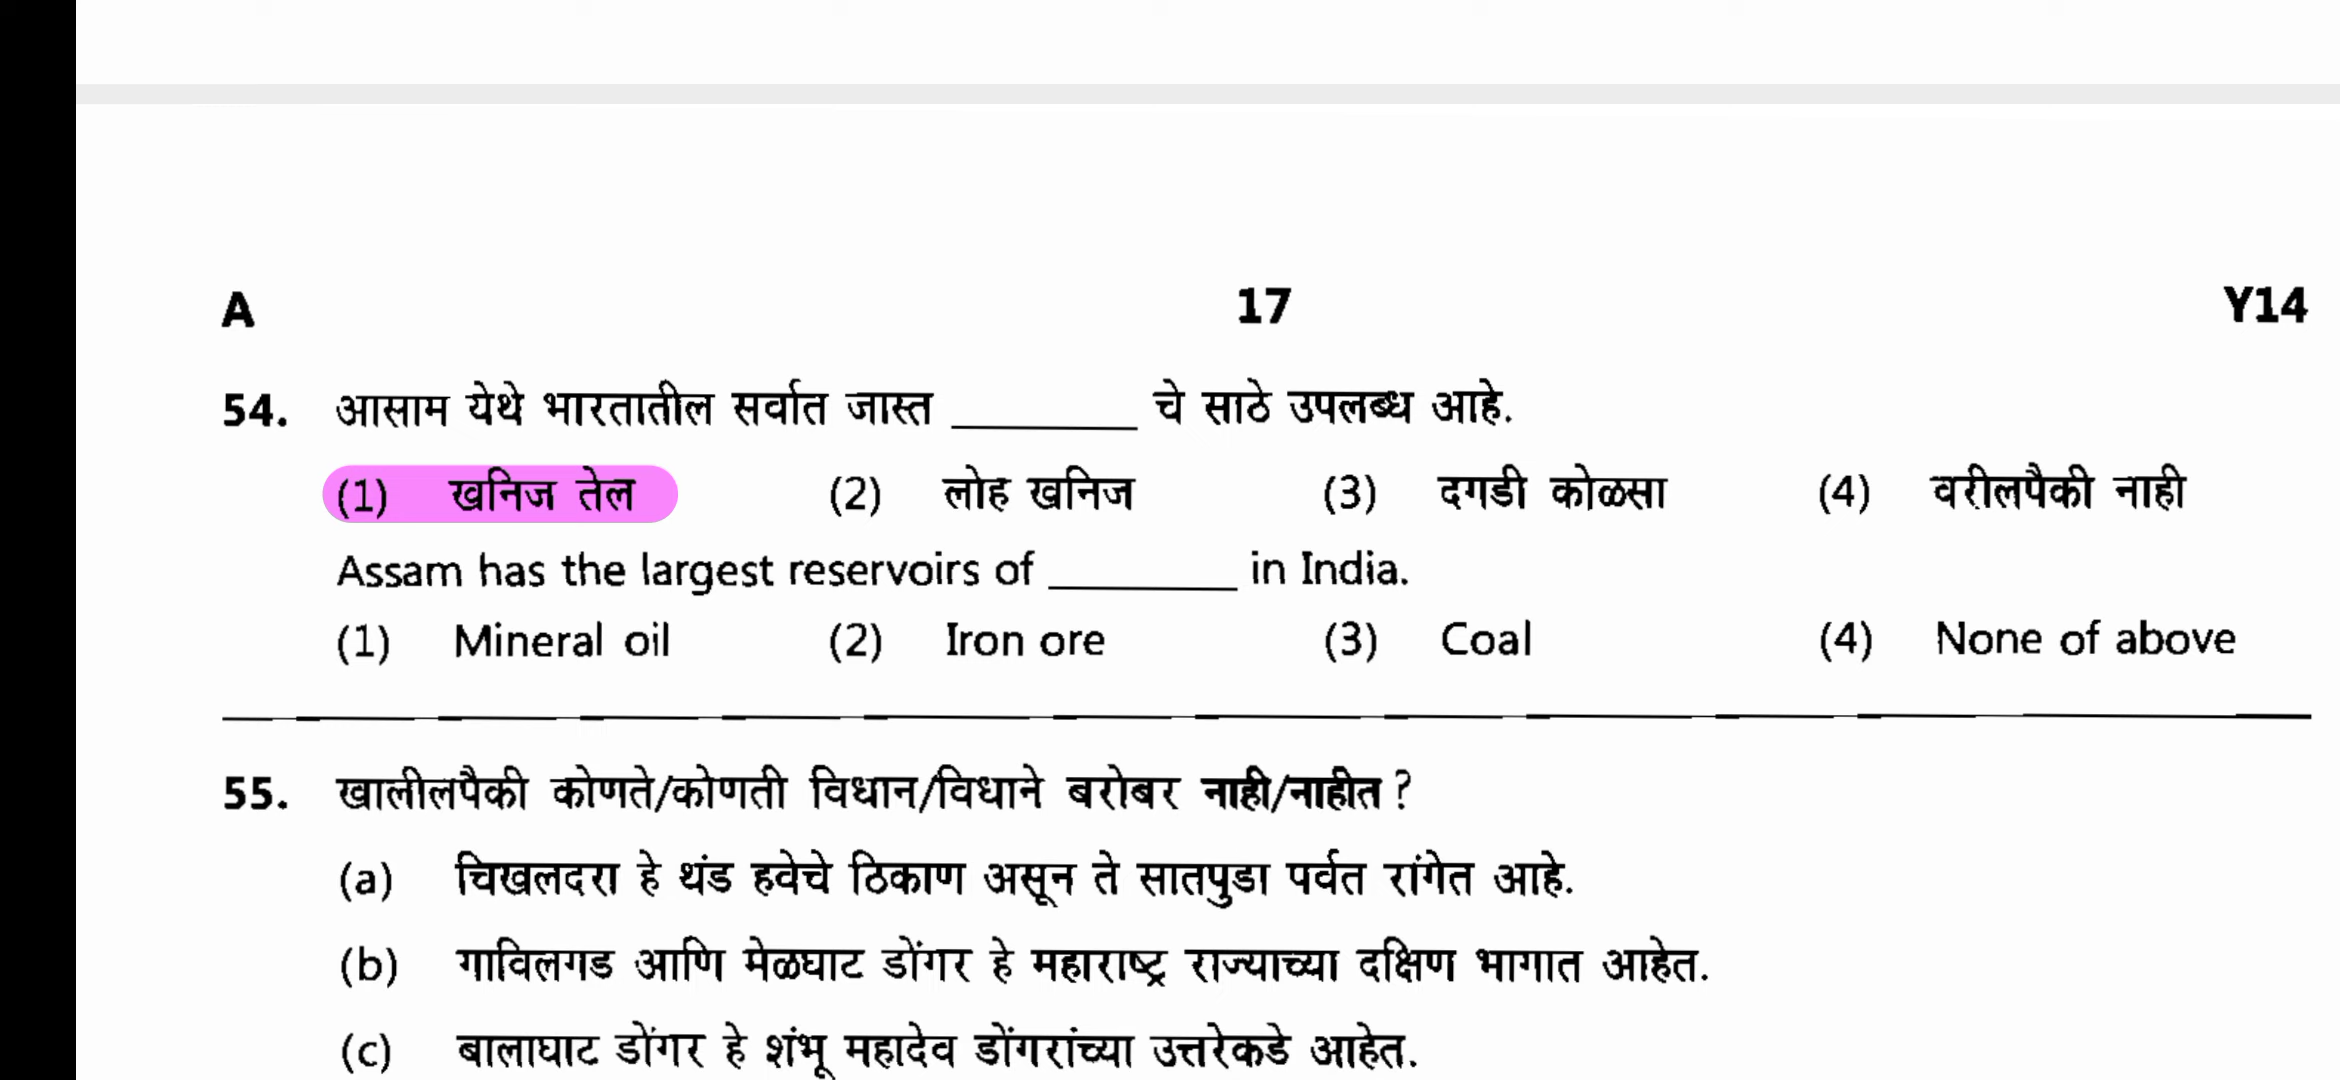 A 17 Y14
54. आसाम येथे भारतातील सर्वात जास्त ________ चे साठे उपलब्ध आहे.
(1) खनिज तेल (2) लोह खनिज (3) दगडी कोळसा (4) वरीलपैकी नाही
Assam has the largest reservoirs of ________ in India.
(1) Mineral oil (2) Iron ore (3) Coal (4) None of above
55. खालीलपैकी कोणते/कोणती विधान/विधाने बरोबर नाही/नाहीत ?
(a) चिखलदरा हे थंड हवेचे ठिकाण असून ते सातपुडा पर्वत रांगेत आहे.
(b) गाविलगड आणि मेळघाट डोंगर हे महाराष्ट्र राज्याच्या दक्षिण भागात आहेत.
(c) बालाघाट डोंगर हे शंभू महादेव डोंगरांच्या उत्तरेकडे आहेत.